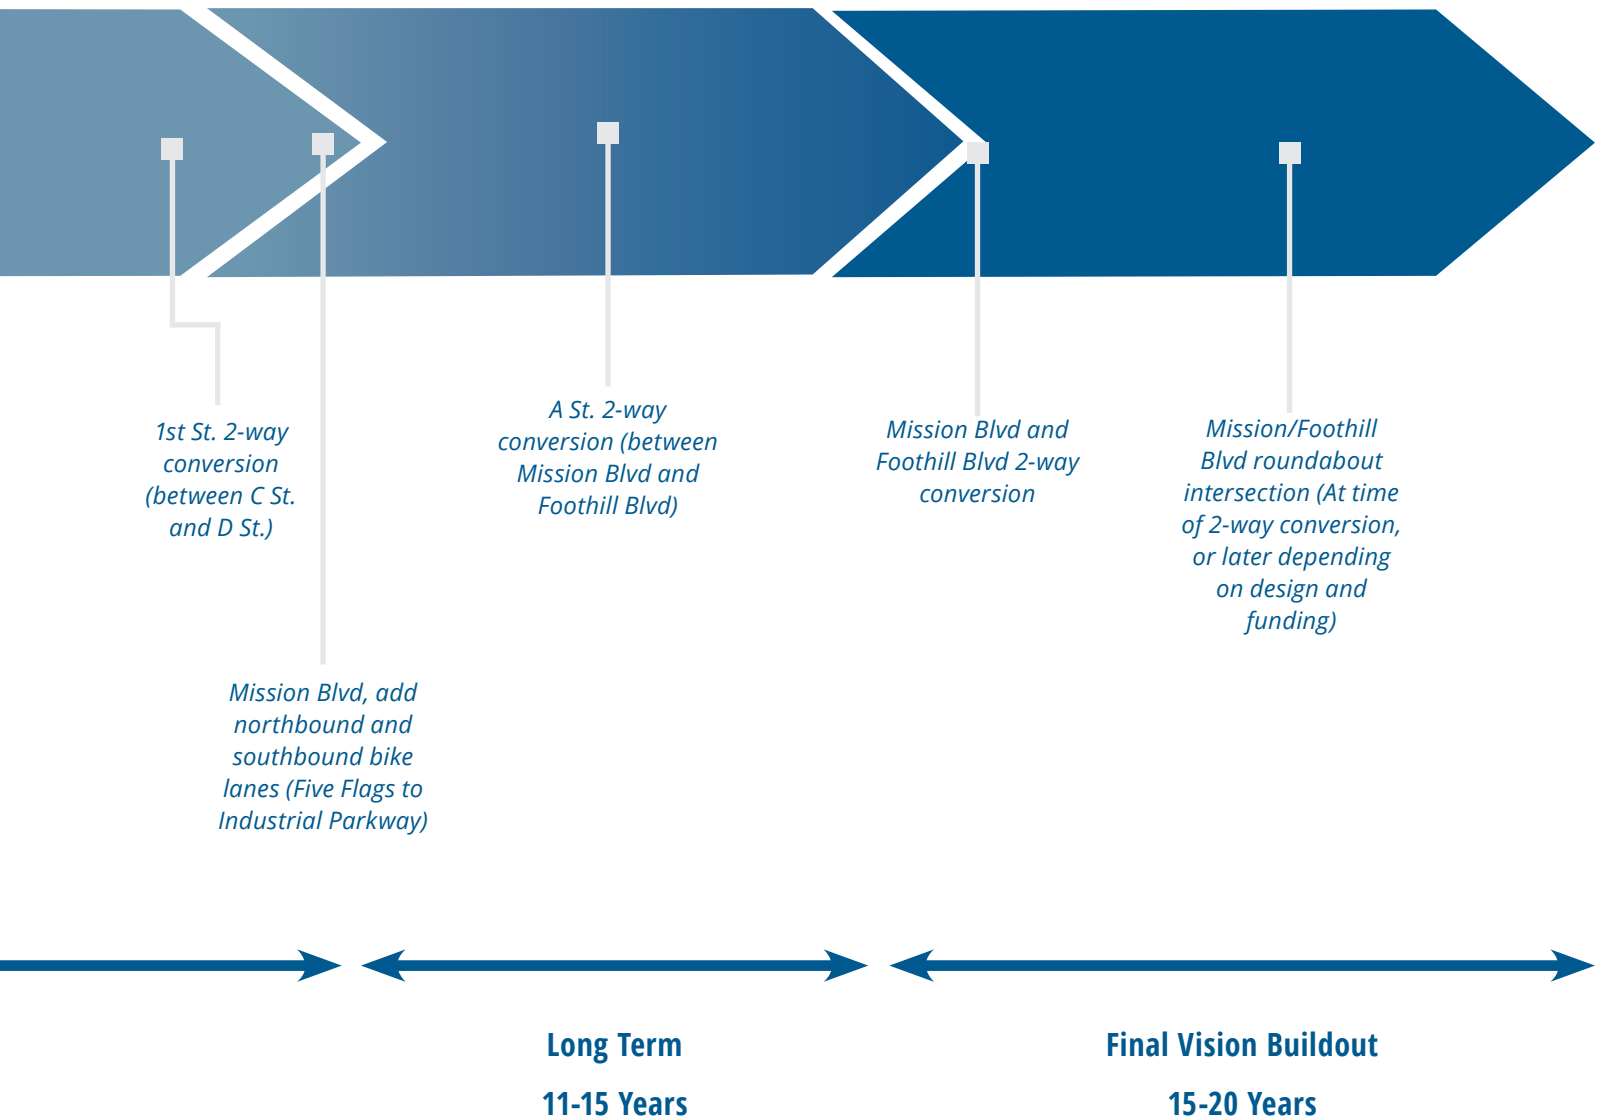 1st St. 2-way
conversion
(between C St.
and D St.)
Mission Blvd, add
northbound and
southbound bike
lanes (Five Flags to
Industrial Parkway)
A St. 2-way
conversion (between
Mission Blvd and
Foothill Blvd)
Mission Blvd and
Foothill Blvd 2-way
conversion
Mission/Foothill
Blvd roundabout
intersection (At time
of 2-way conversion,
or later depending
on design and
funding)
Long Term
11-15 Years
Final Vision Buildout
15-20 Years